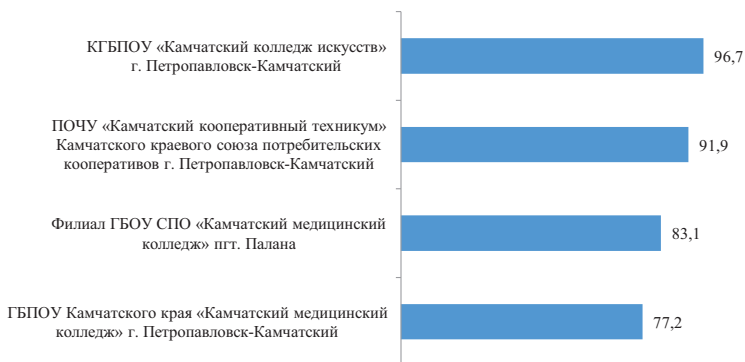 КГБПОУ «Камчатский колледж искусств»
г. Петропавловск-Камчатский
96,7
ПОЧУ «Камчатский кооперативный техникум»
Камчатского краевого союза потребительских
кооперативов г. Петропавловск-Камчатский
91,9
Филиал ГБОУ СПО «Камчатский медицинский
колледж» пгт. Палана
83,1
ГБПОУ Камчатского края «Камчатский медицинский
колледж» г. Петропавловск-Камчатский
77,2